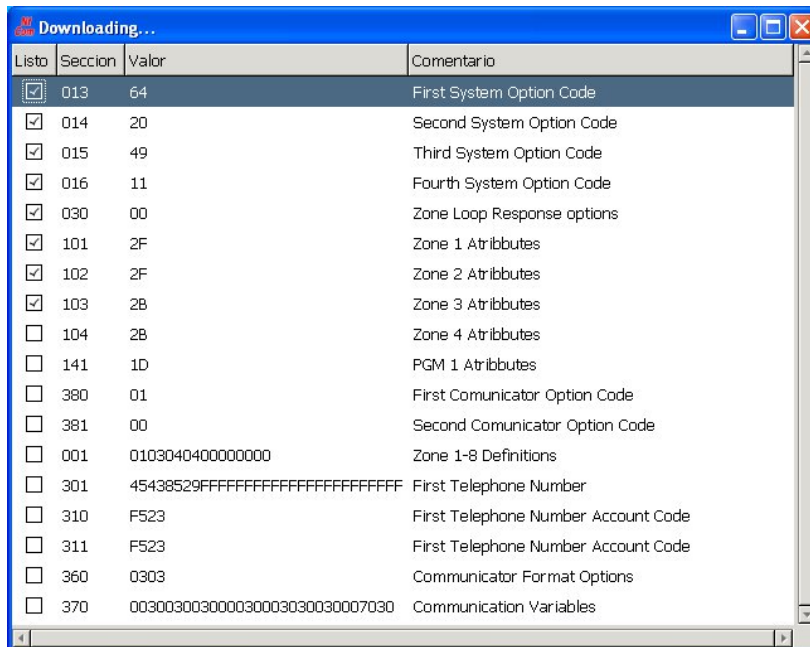 Nf Com Downloading...
Listo Seccion Valor Comentario
013 64 First System Option Code
014 20 Second System Option Code
015 49 Third System Option Code
016 11 Fourth System Option Code
030 00 Zone Loop Response options
101 2F Zone 1 Atribbutes
102 2F Zone 2 Atribbutes
103 2B Zone 3 Atribbutes
104 2B Zone 4 Atribbutes
141 1D PGM 1 Atribbutes
380 01 First Comunicator Option Code
381 00 Second Comunicator Option Code
001 0103040400000000 Zone 1-8 Definitions
301 45438529FFFFFFFFFFFFFFFFFFFFFFFF First Telephone Number
310 F523 First Telephone Number Account Code
311 F523 First Telephone Number Account Code
360 0303 Communicator Format Options
370 003003003000030003030030007030 Communication Variables